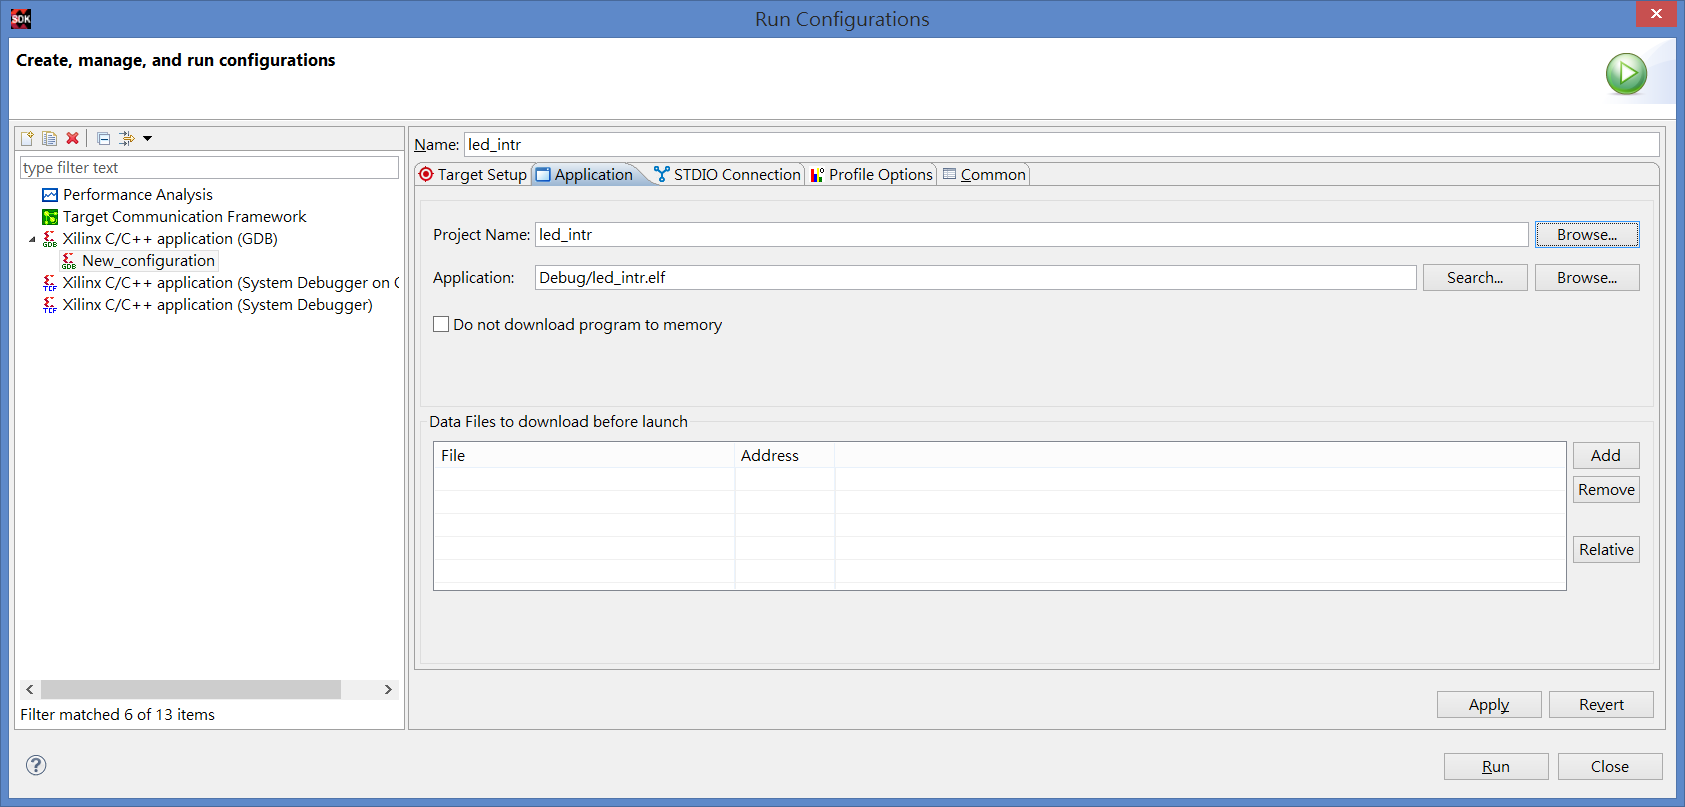 SDK
Run Configurations
Create, manage, and run configurations
type filter text
Performance Analysis
Target Communication Framework
Xilinx C/C++ application (GDB)
New_configuration
Xilinx C/C++ application (System Debugger on
Xilinx C/C++ application (System Debugger)
Filter matched 6 of 13 items
Name: led_intr
Target Setup Application STDIO Connection Profile Options Common
Project Name: led_intr Browse...
Application: Debug/led_intr.elf Search... Browse...
Do not download program to memory
Data Files to download before launch
File Address
Add
Remove
Relative
Apply Revert
Run Close